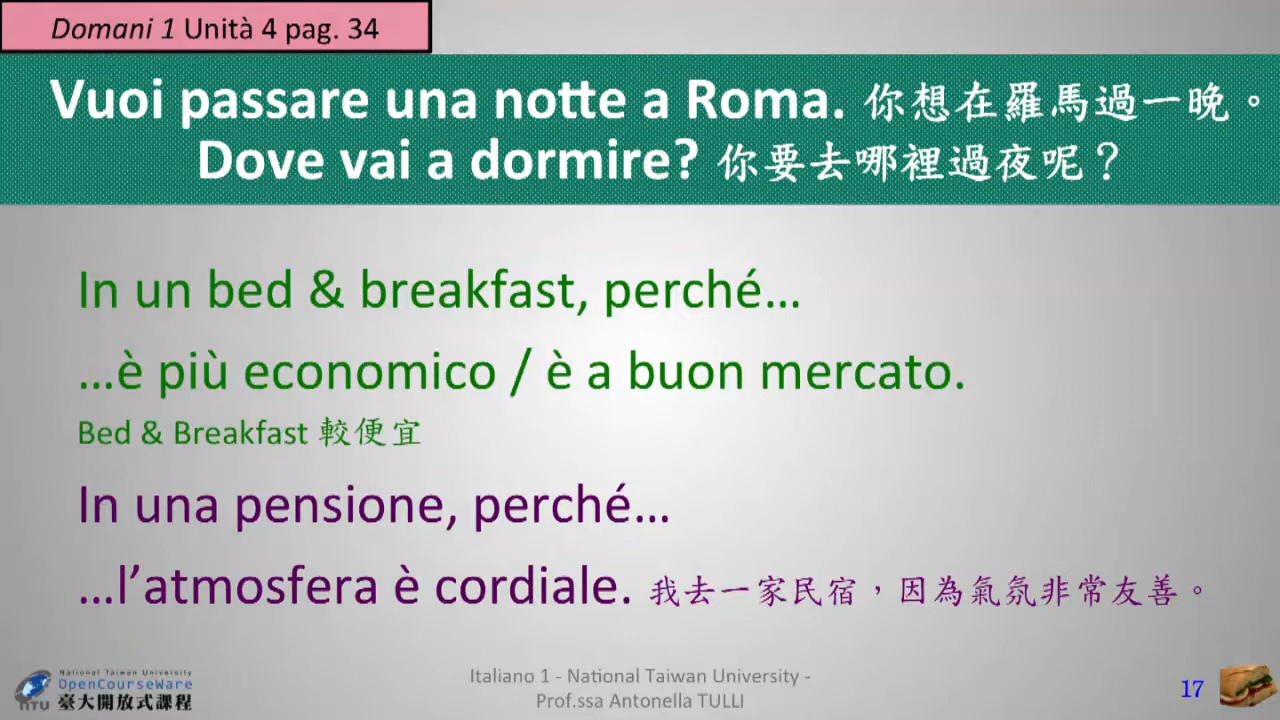 Domani 1 Unità 4 pag. 34
Vuoi passare una notte a Roma. 你想在羅馬過一晚。
Dove vai a dormire? 你要去哪裡過夜呢？
In un bed & breakfast, perché…
…è più economico / è a buon mercato.
Bed & Breakfast 較便宜
In una pensione, perché…
…l’atmosfera è cordiale. 我去一家民宿，因為氣氛非常友善。
National Taiwan University
OpenCourseWare
NTU 臺大開放式課程
Italiano 1 - National Taiwan University -
Prof.ssa Antonella TULLI
17